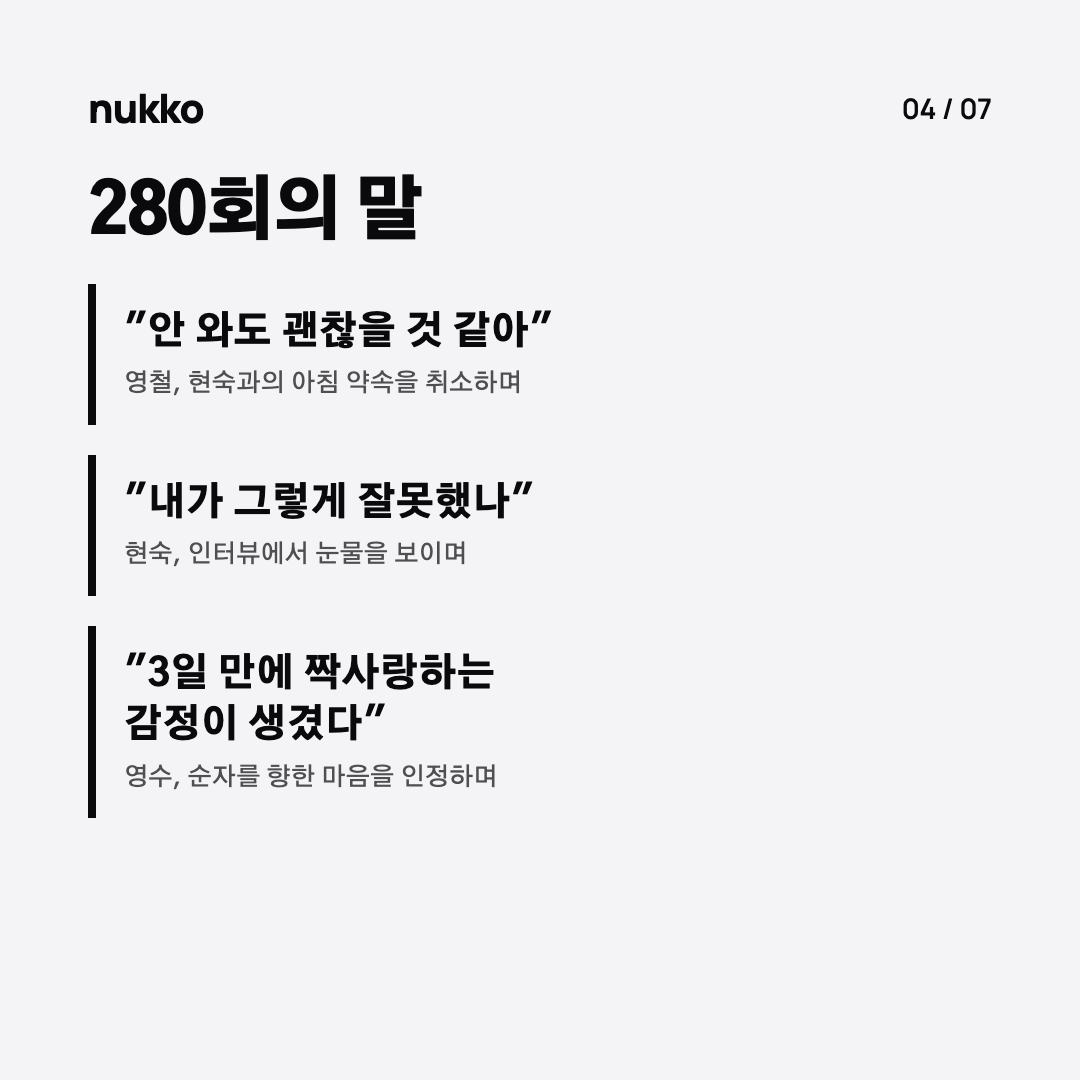 nukko
04 / 07
280회의 말
"안 와도 괜찮을 것 같아"
영철, 현숙과의 아침 약속을 취소하며
"내가 그렇게 잘못했나"
현숙, 인터뷰에서 눈물을 보이며
"3일 만에 짝사랑하는
감정이 생겼다"
영수, 순자를 향한 마음을 인정하며